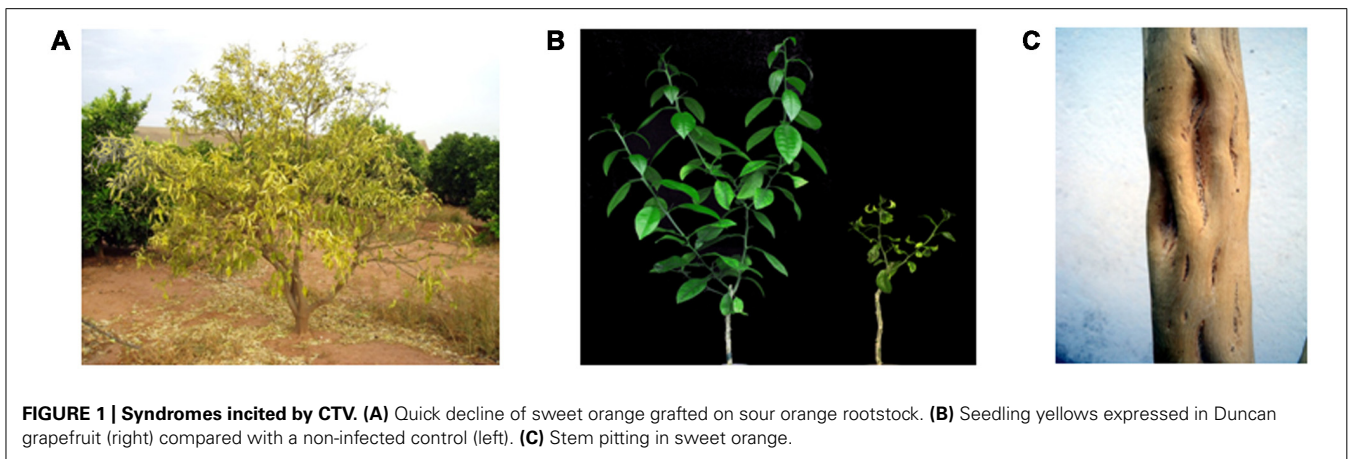 A
B
C
FIGURE 1 | Syndromes incited by CTV. (A) Quick decline of sweet orange grafted on sour orange rootstock. (B) Seedling yellows expressed in Duncan
grapefruit (right) compared with a non-infected control (left). (C) Stem pitting in sweet orange.